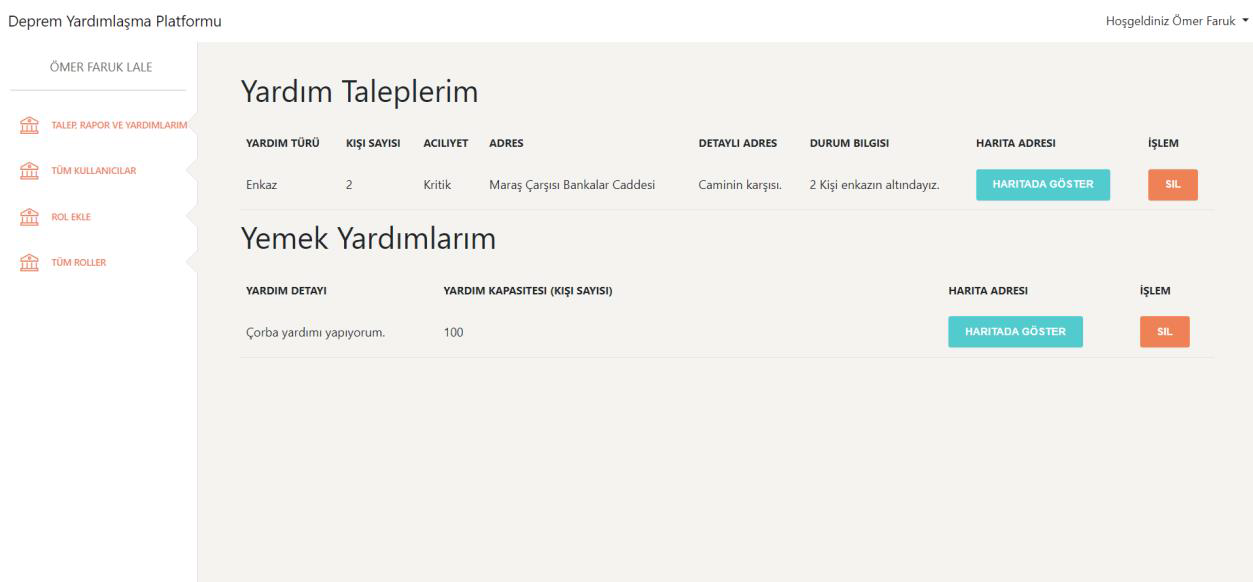 Deprem Yardımlaşma Platformu
Hoşgeldiniz Ömer Faruk
ÖMER FARUK LALE
TALEP, RAPOR VE YARDIMLARIM
TÜM KULLANICILAR
ROL EKLE
TÜM ROLLER
Yardım Taleplerim
YARDIM TÜRÜ KIŞI SAYISI ACILIYET ADRES DETAYLI ADRES DURUM BILGISI HARITA ADRESI İŞLEM
Enkaz 2 Kritik Maraş Çarşısı Bankalar Caddesi Caminin karşısı. 2 Kişi enkazın altındayız. HARITADA GÖSTER SIL
Yemek Yardımlarım
YARDIM DETAYI YARDIM KAPASITESI (KIŞI SAYISI) HARITA ADRESI İŞLEM
Çorba yardımı yapıyorum. 100 HARITADA GÖSTER SIL